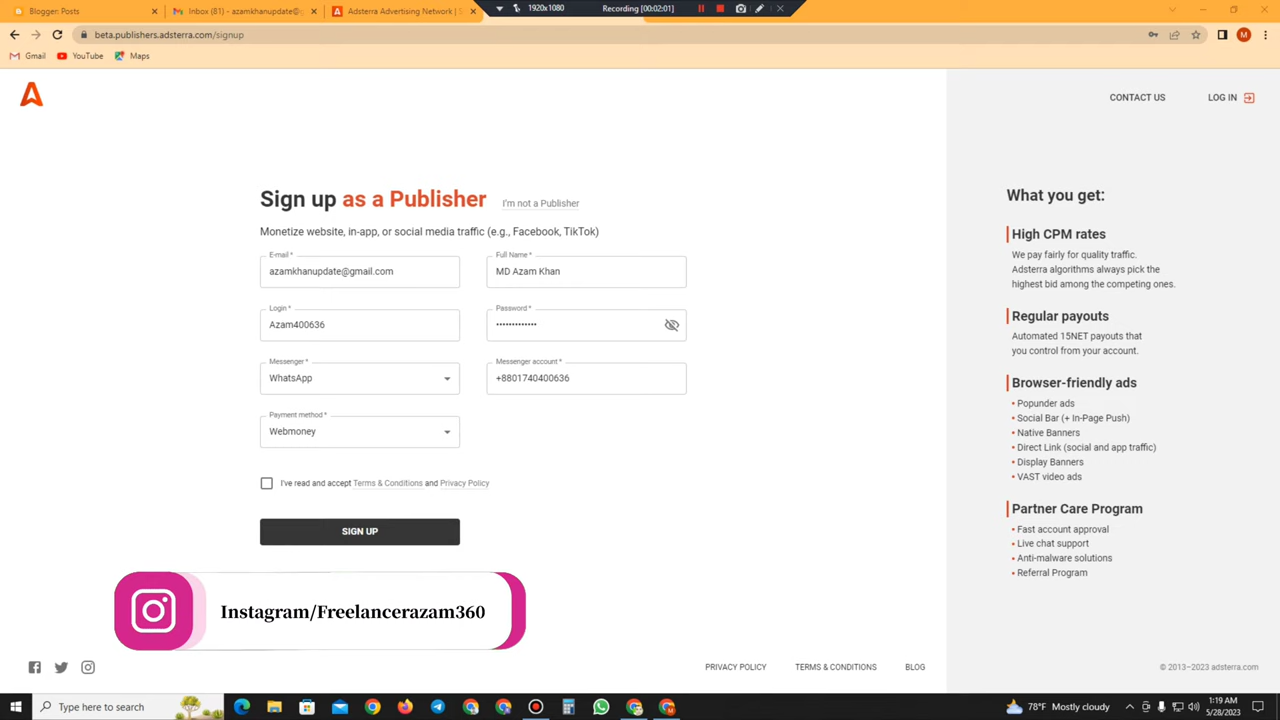 Blogger: Posts
Inbox (81) - azamkhanupdate@g
Adsterra Advertising Network | S
1920x1080
Recording [00:02:01]
beta.publishers.adsterra.com/signup
M
Gmail
YouTube
Maps
CONTACT US
LOG IN
Sign up as a Publisher
I'm not a Publisher
Monetize website, in-app, or social media traffic (e.g., Facebook, TikTok)
E-mail *
azamkhanupdate@gmail.com
Full Name *
MD Azam Khan
Login *
Azam400636
Password *
•••••••••••••
Messenger *
WhatsApp
Messenger account *
+8801740400636
Payment method *
Webmoney
I've read and accept Terms & Conditions and Privacy Policy
SIGN UP
What you get:
High CPM rates
We pay fairly for quality traffic.
Adsterra algorithms always pick the
highest bid among the competing ones.
Regular payouts
Automated 15NET payouts that
you control from your account.
Browser-friendly ads
• Popunder ads
• Social Bar (+ In-Page Push)
• Native Banners
• Direct Link (social and app traffic)
• Display Banners
• VAST video ads
Partner Care Program
• Fast account approval
• Live chat support
• Anti-malware solutions
• Referral Program
Instagram/Freelancerazam360
PRIVACY POLICY
TERMS & CONDITIONS
BLOG
© 2013–2023 adsterra.com
Type here to search
78°F Mostly cloudy
1:19 AM
5/28/2023